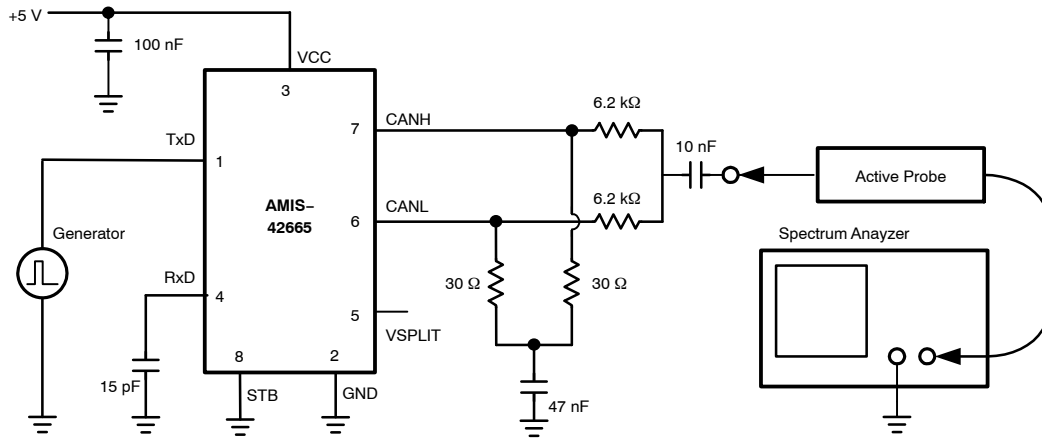 +5 V
100 nF
VCC
3
TxD
1
7
CANH
6.2 kΩ
10 nF
Active Probe
AMIS–
42665
6
CANL
6.2 kΩ
Generator
Spectrum Anayzer
RxD
4
30 Ω
30 Ω
5
VSPLIT
8
2
15 pF
STB
GND
47 nF